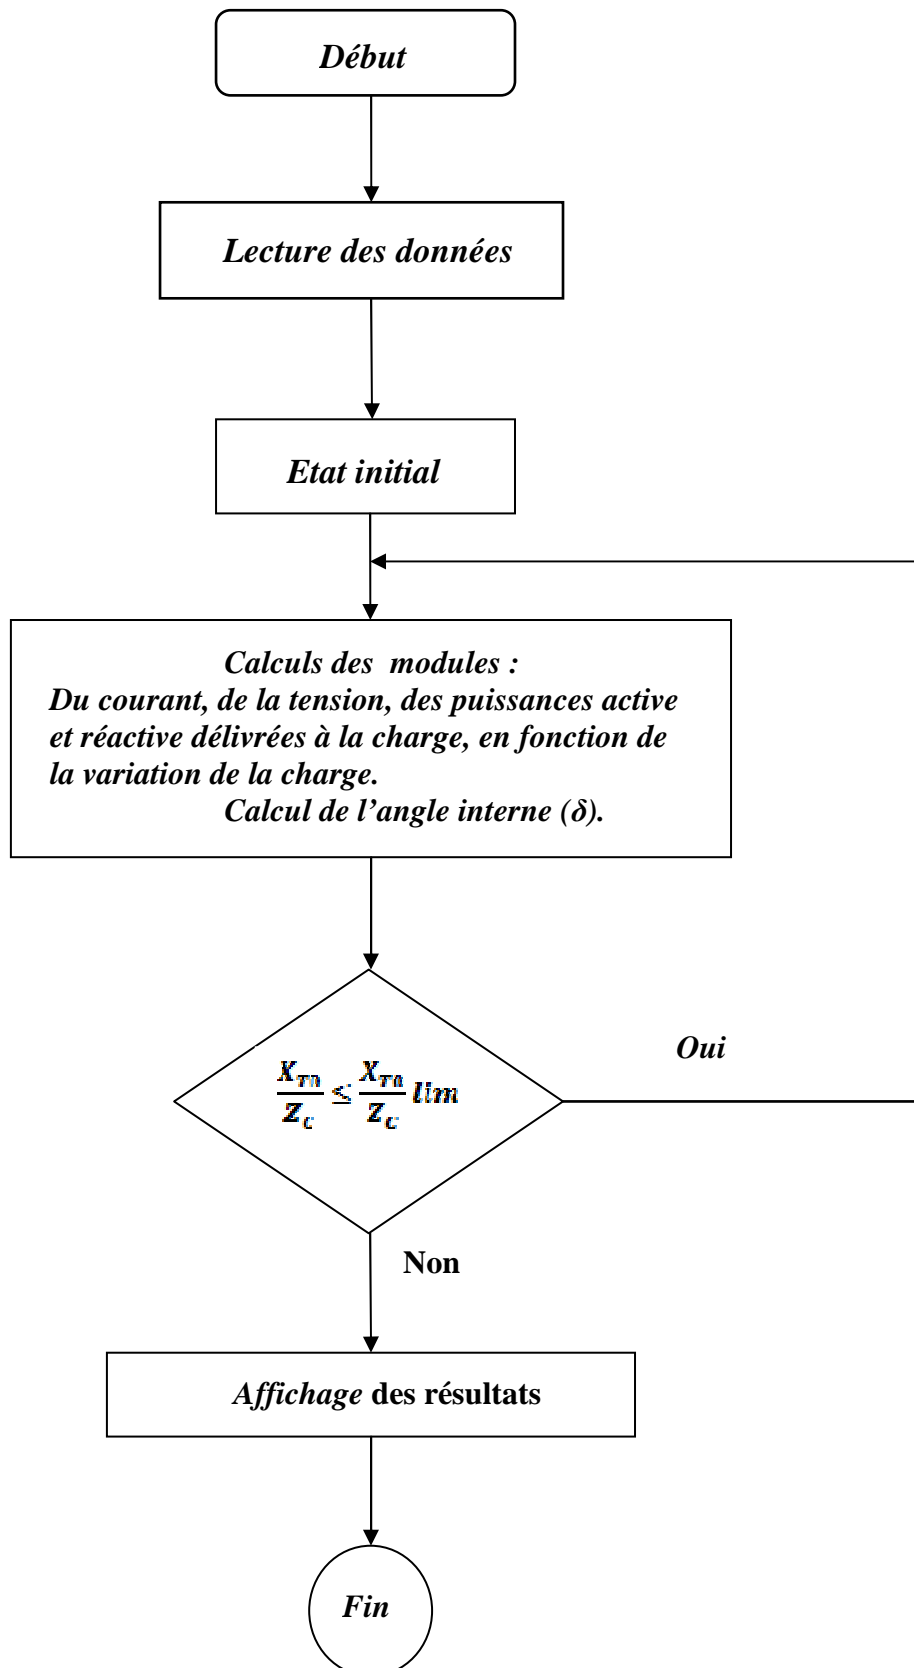 Début
Lecture des données
Etat initial
Calculs des modules :
Du courant, de la tension, des puissances active
et réactive délivrées à la charge, en fonction de
la variation de la charge.
Calcul de l’angle interne (δ).
X_Th / Z_C ≤ X_Th / Z_C lim
Oui
Non
Affichage des résultats
Fin